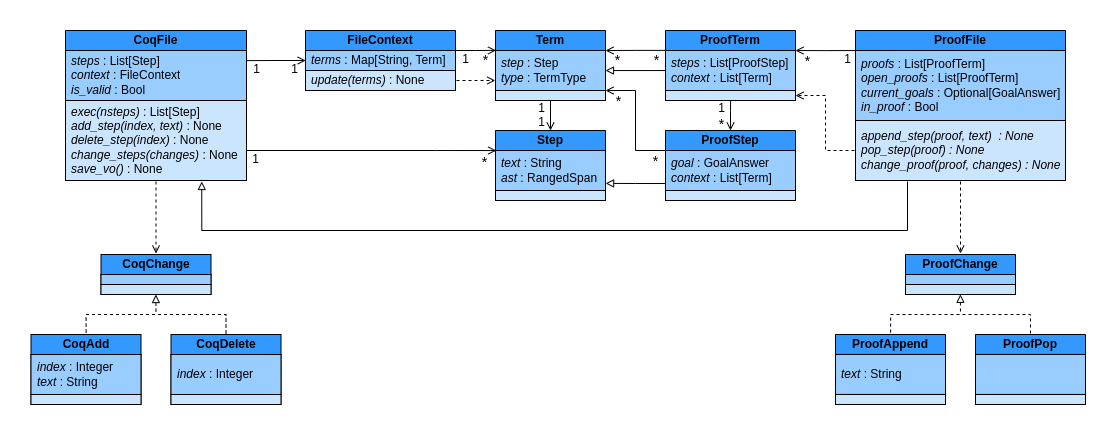 CoqFile
steps : List[Step]
context : FileContext
is_valid : Bool
exec(nsteps) : List[Step]
add_step(index, text) : None
delete_step(index) : None
change_steps(changes) : None
save_vo() : None
1
1
FileContext
terms : Map[String, Term]
update(terms) : None
1
*
Term
step : Step
type : TermType
*
*
ProofTerm
steps : List[ProofStep]
context : List[Term]
*
1
ProofFile
proofs : List[ProofTerm]
open_proofs : List[ProofTerm]
current_goals : Optional[GoalAnswer]
in_proof : Bool
append_step(proof, text) : None
pop_step(proof) : None
change_proof(proof, changes) : None
1
1
1
*
1
*
Step
text : String
ast : RangedSpan
*
ProofStep
goal : GoalAnswer
context : List[Term]
CoqChange
ProofChange
CoqAdd
index : Integer
text : String
CoqDelete
index : Integer
ProofAppend
text : String
ProofPop